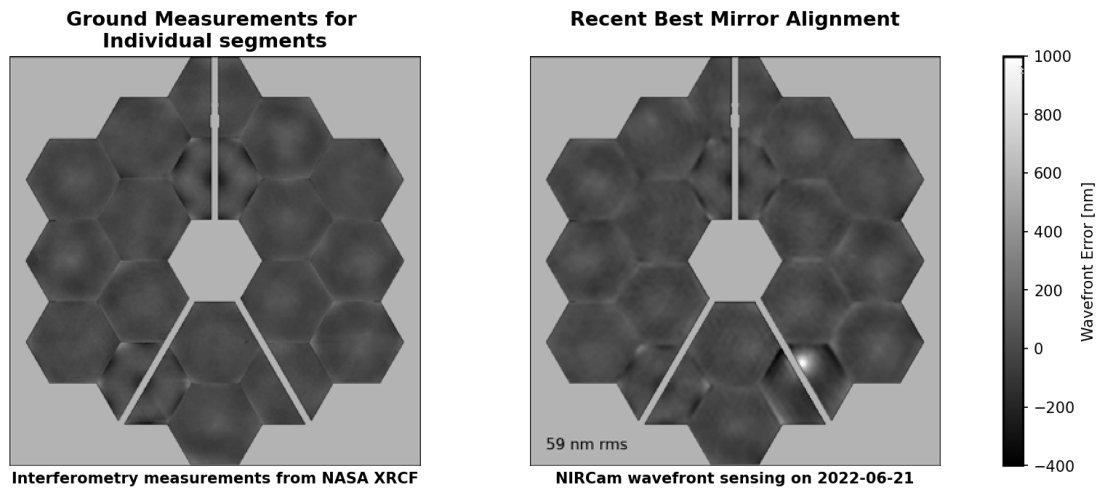 Ground Measurements for
Individual segments
Recent Best Mirror Alignment
1000
800
600
400
200
0
−200
−400
Wavefront Error [nm]
59 nm rms
Interferometry measurements from NASA XRCF
NIRCam wavefront sensing on 2022-06-21